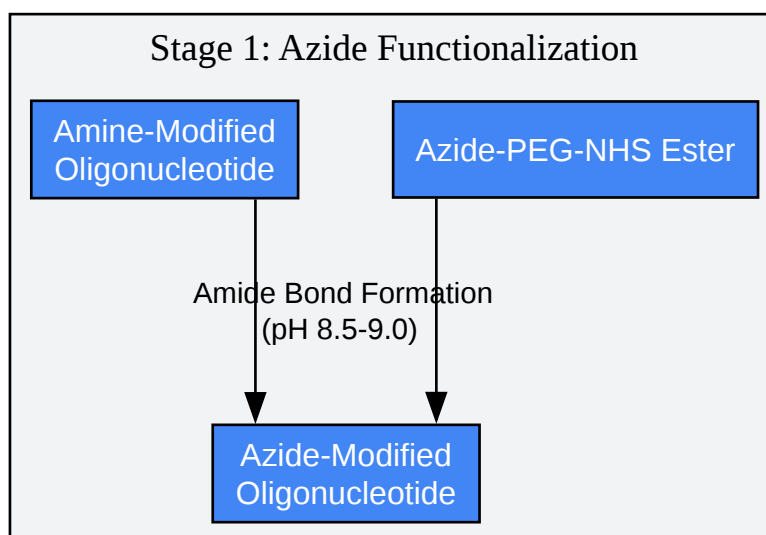 Stage 1: Azide Functionalization
Amine-Modified
Oligonucleotide
Azide-PEG-NHS Ester
Amide Bond Formation
(pH 8.5-9.0)
Azide-Modified
Oligonucleotide